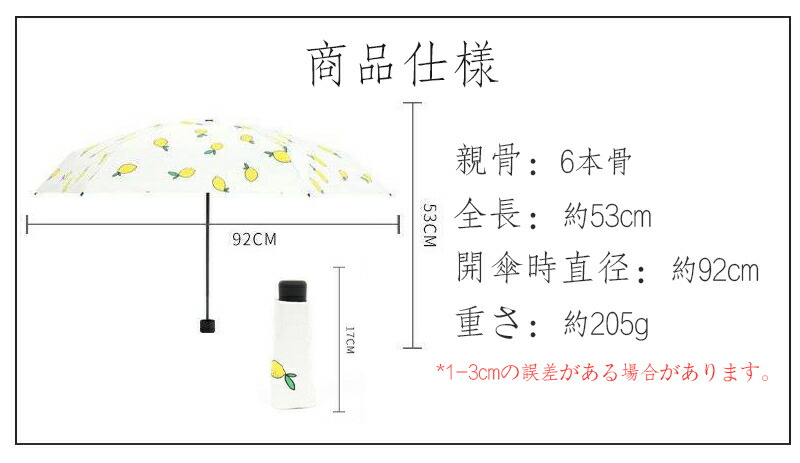 商品仕様
親骨：6本骨
全長：約53cm
開傘時直径：約92cm
重さ：約205g
*1-3cmの誤差がある場合があります。
92CM
53CM
17CM